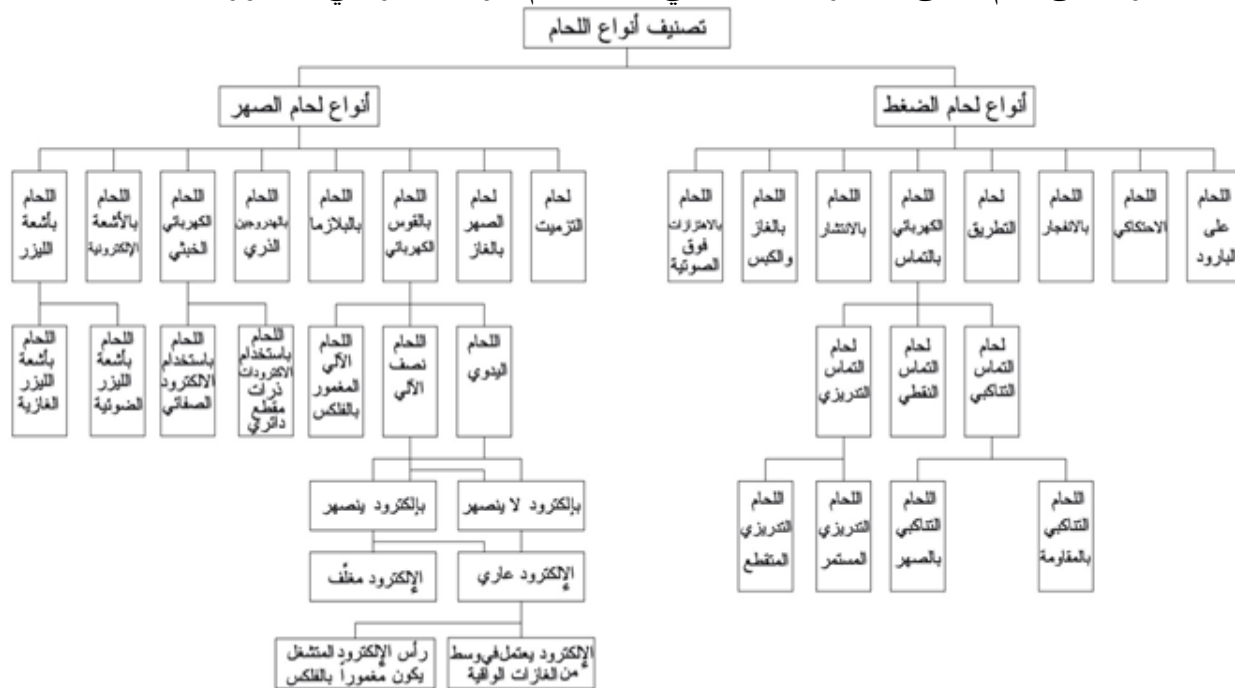 تصنيف أنواع اللحام
أنواع لحام الضغط
أنواع لحام الصهر
اللحام
على
البارود
اللحام
الاحتكاكي
اللحام
بالانفجار
لحام
التطريق
اللحام
الكهربائي
بالتماس
اللحام
بالانتشار
اللحام
بالغاز
والكبس
اللحام
بالاهتزازات
فوق
الصوتية
لحام
الترميت
لحام
الصهر
بالغاز
اللحام
بالقوس
الكهربائي
اللحام
بالبلازما
اللحام
بالهدروجين
الذري
اللحام
الكهربائي
الخبثي
اللحام
بالأشعة
الإلكترونية
اللحام
بأشعة
الليزر
لحام
التماس
التناكبي
لحام
التماس
النقطي
لحام
التماس
التدريزي
اللحام
اليدوي
اللحام
نصف
الآلي
اللحام
الآلي
المغمور
بالفلكس
اللحام
باستخدام
الاكترودات
ذرات
مقطع
دائري
اللحام
باستخدام
الالكترود
الصفائي
اللحام
بأشعة
الليزر
الضوئية
اللحام
بأشعة
الليزر
الغازية
اللحام
التناكبي
بالمقاومة
اللحام
التناكبي
بالصهر
اللحام
التدريزي
المستمر
اللحام
التدريزي
المتقطع
بإلكترود لا ينصهر
بإلكترود ينصهر
الإلكترود عاري
الإلكترود مغلّف
الإلكترود يعتمل في وسط
من الغازات الواقية
رأس الإلكترود المتشغل
يكون مغموراً بالفلكس